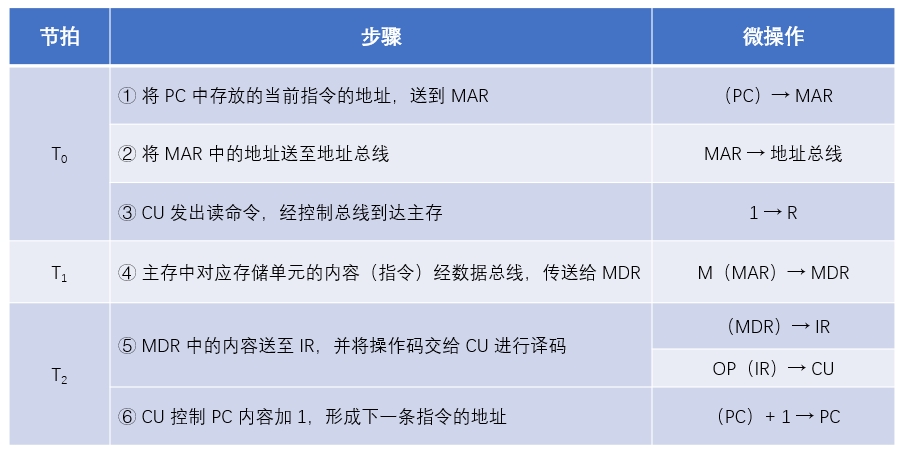 节拍 步骤 微操作
T₀
① 将 PC 中存放的当前指令的地址，送到 MAR （PC）→ MAR
② 将 MAR 中的地址送至地址总线 MAR → 地址总线
③ CU 发出读命令，经控制总线到达主存 1 → R
T₁ ④ 主存中对应存储单元的内容（指令）经数据总线，传送给 MDR M（MAR）→ MDR
T₂
⑤ MDR 中的内容送至 IR，并将操作码交给 CU 进行译码 （MDR）→ IR
OP（IR）→ CU
⑥ CU 控制 PC 内容加 1，形成下一条指令的地址 （PC）+ 1 → PC